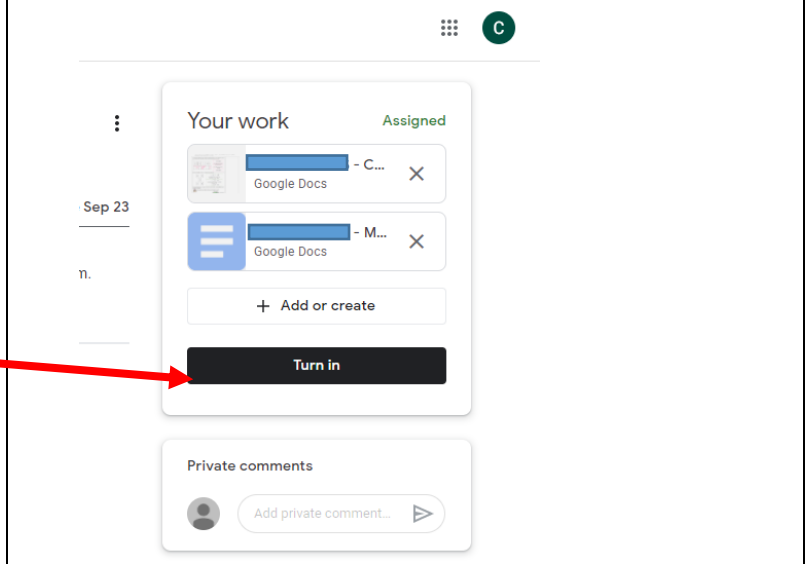 C
Your work
Assigned
- C...
Google Docs
Sep 23
- M...
Google Docs
m.
+ Add or create
Turn in
Private comments
Add private comment...